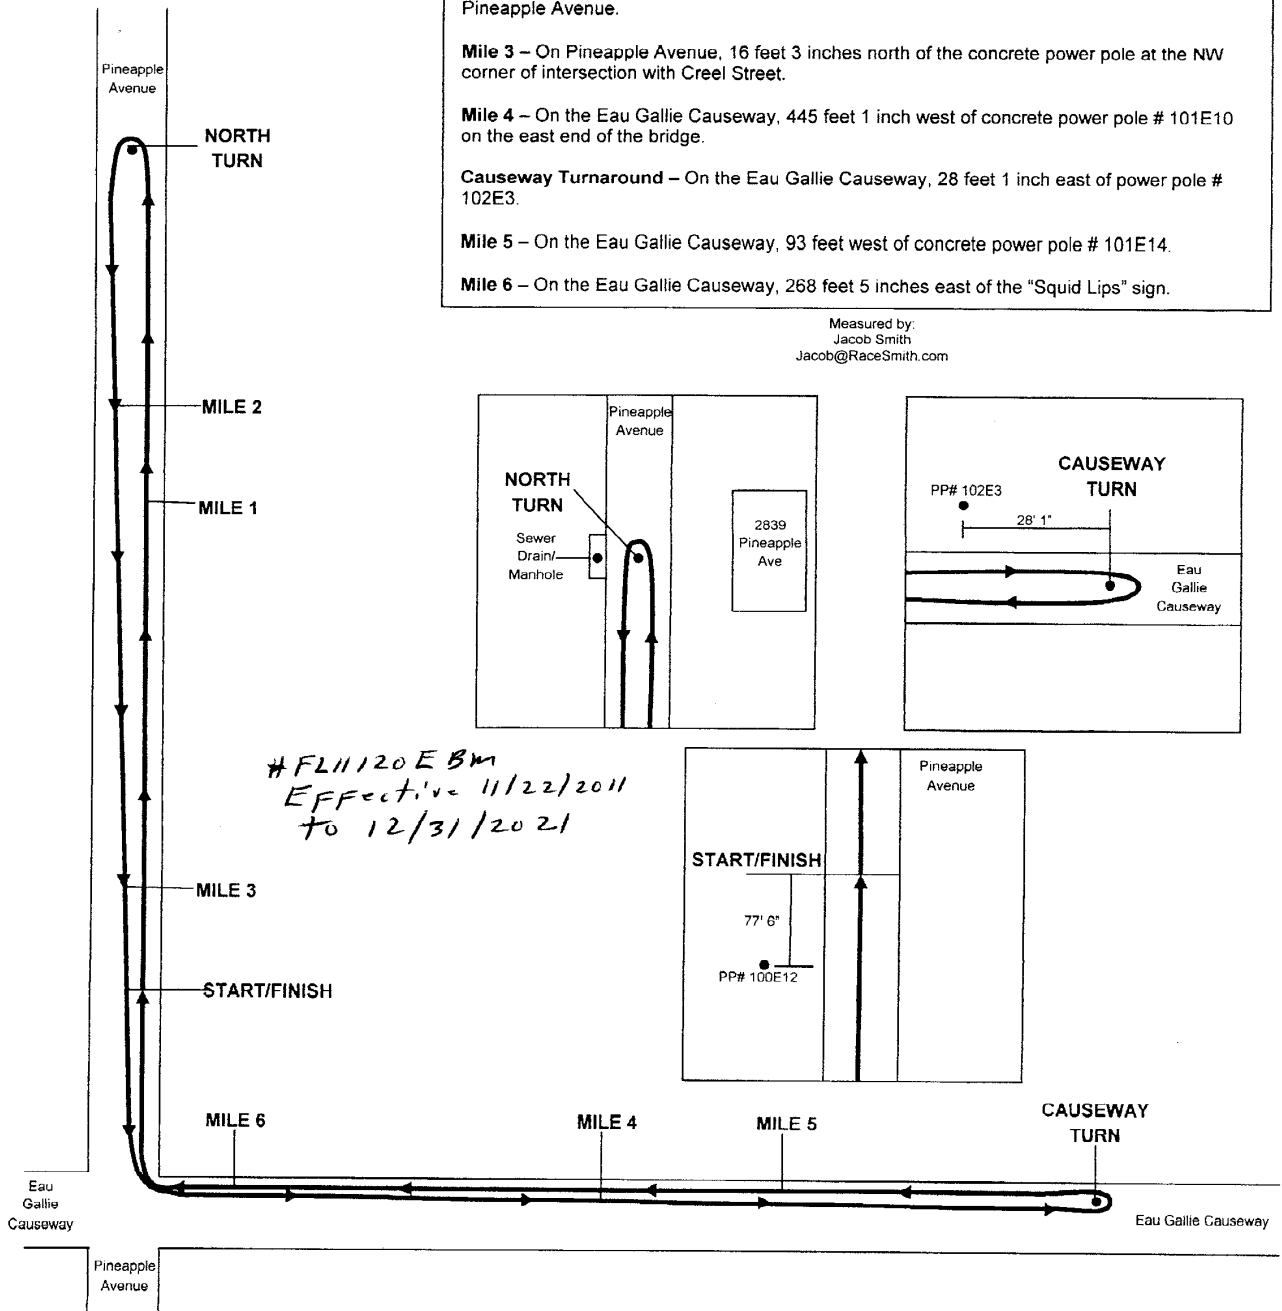 Pineapple Avenue.
Mile 3 – On Pineapple Avenue, 16 feet 3 inches north of the concrete power pole at the NW
corner of intersection with Creel Street.
Mile 4 – On the Eau Gallie Causeway, 445 feet 1 inch west of concrete power pole # 101E10
on the east end of the bridge.
Causeway Turnaround – On the Eau Gallie Causeway, 28 feet 1 inch east of power pole #
102E3.
Mile 5 – On the Eau Gallie Causeway, 93 feet west of concrete power pole # 101E14.
Mile 6 – On the Eau Gallie Causeway, 268 feet 5 inches east of the "Squid Lips" sign.
Measured by:
Jacob Smith
Jacob@RaceSmith.com
Pineapple
Avenue
NORTH
TURN
MILE 2
MILE 1
MILE 3
START/FINISH
Pineapple
Avenue
NORTH
TURN
Sewer
Drain/
Manhole
2839
Pineapple
Ave
CAUSEWAY
TURN
PP# 102E3
28' 1"
Eau
Gallie
Causeway
#FL11120EBM
Effective 11/22/2011
to 12/31/2021
Pineapple
Avenue
START/FINISH
77' 6"
PP# 100E12
MILE 6
MILE 4
MILE 5
CAUSEWAY
TURN
Eau
Gallie
Causeway
Eau Gallie Causeway
Pineapple
Avenue